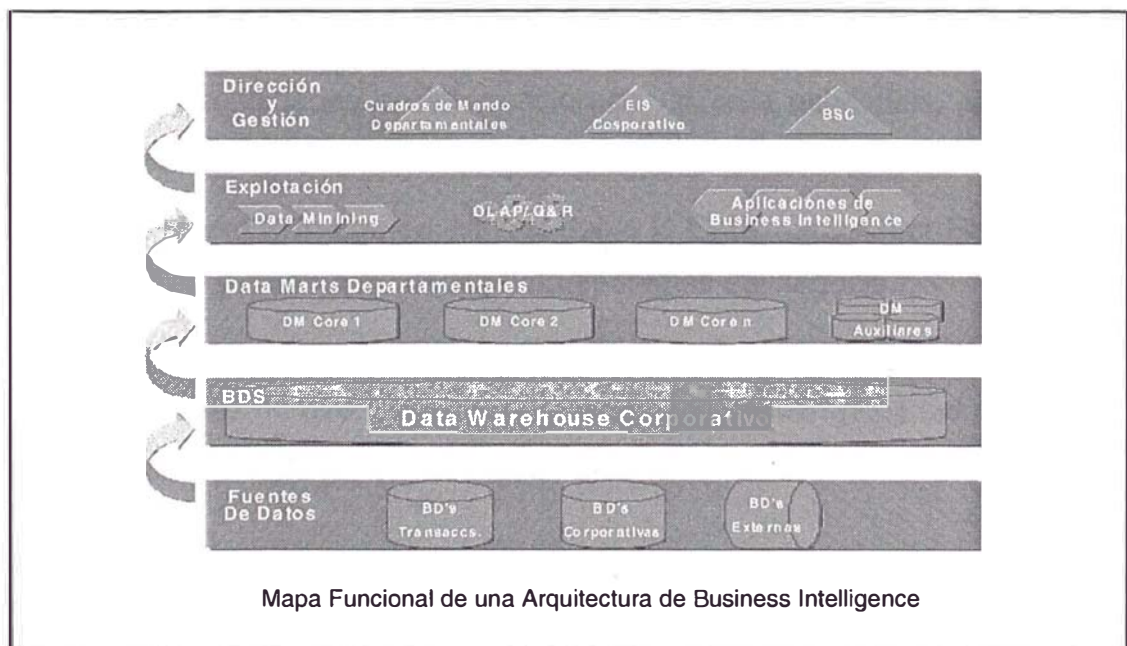 Dirección
y
Gestión
Cuadros de Mando
Departamentales
EIS
Cosporativo
BSC
Explotación
Data Minining
OLAP/Q&R
Aplicaciones de
Business Intelligence
Data Marts Departamentales
DM Core 1
DM Core 2
DM Core n
DM
Auxiliares
BDS
Data Warehouse Corporativo
Fuentes
De Datos
BD's
Transaccs.
BD's
Corporativas
BD's
Externas
Mapa Funcional de una Arquitectura de Business Intelligence